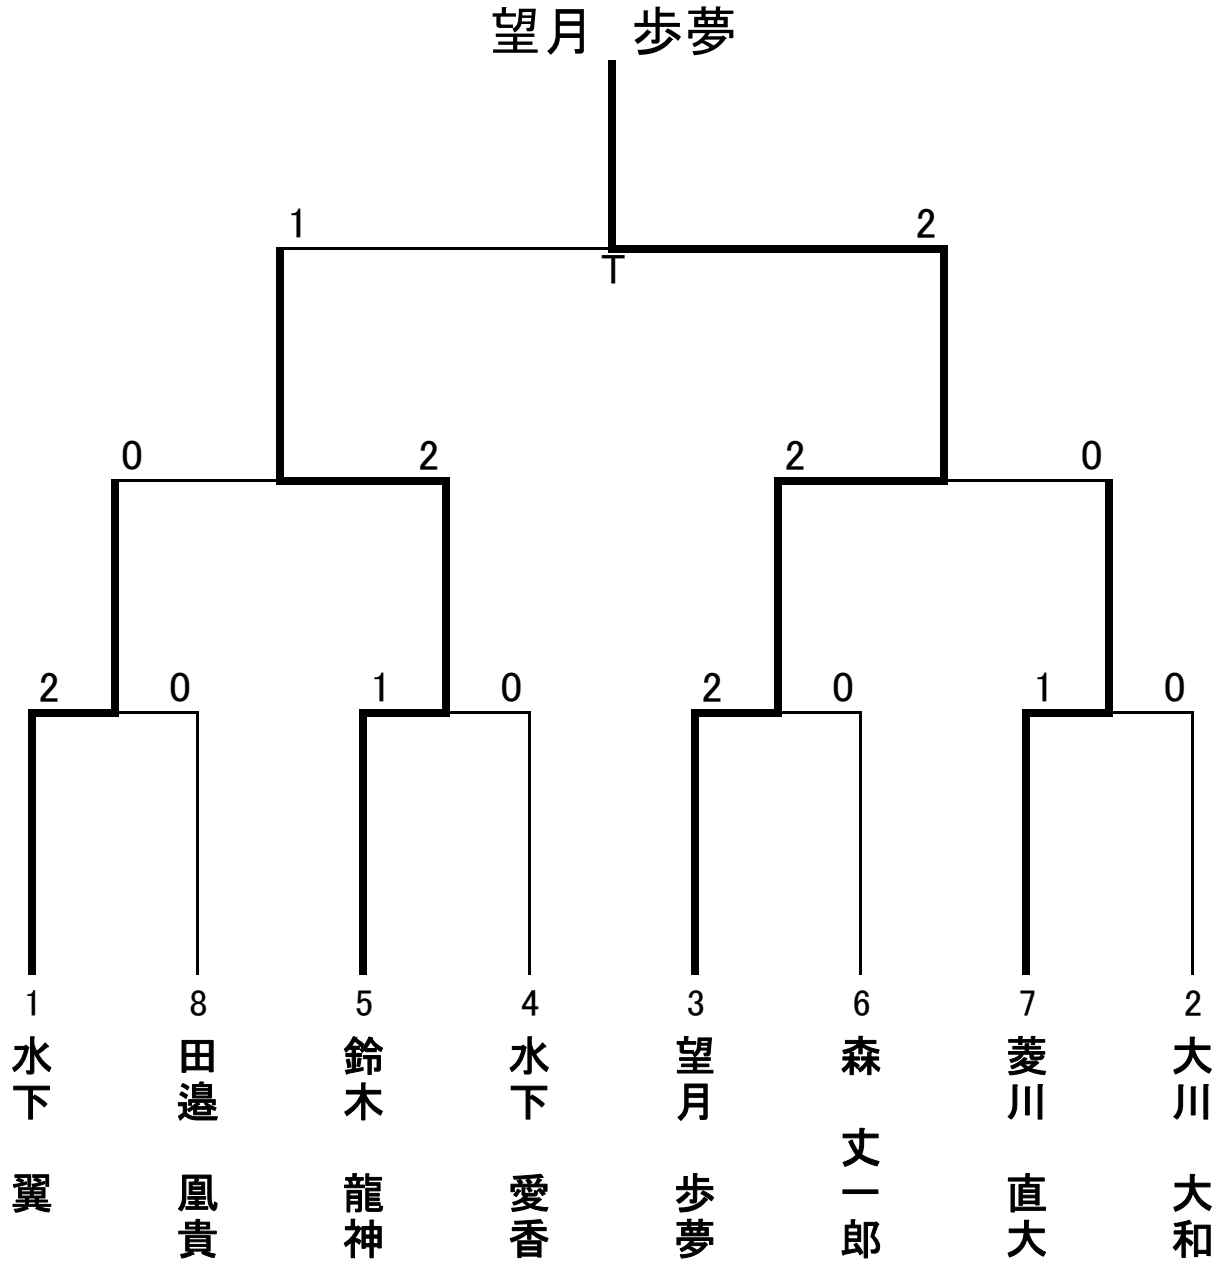 望月　歩夢
1 2
T
0 2 2 0
2 0 1 0 2 0 1 0
1 8 5 4 3 6 7 2
水下　翼
田邉　凰貴
鈴木　龍神
水下　愛香
望月　歩夢
森　丈一郎
菱川　直大
大川　大和